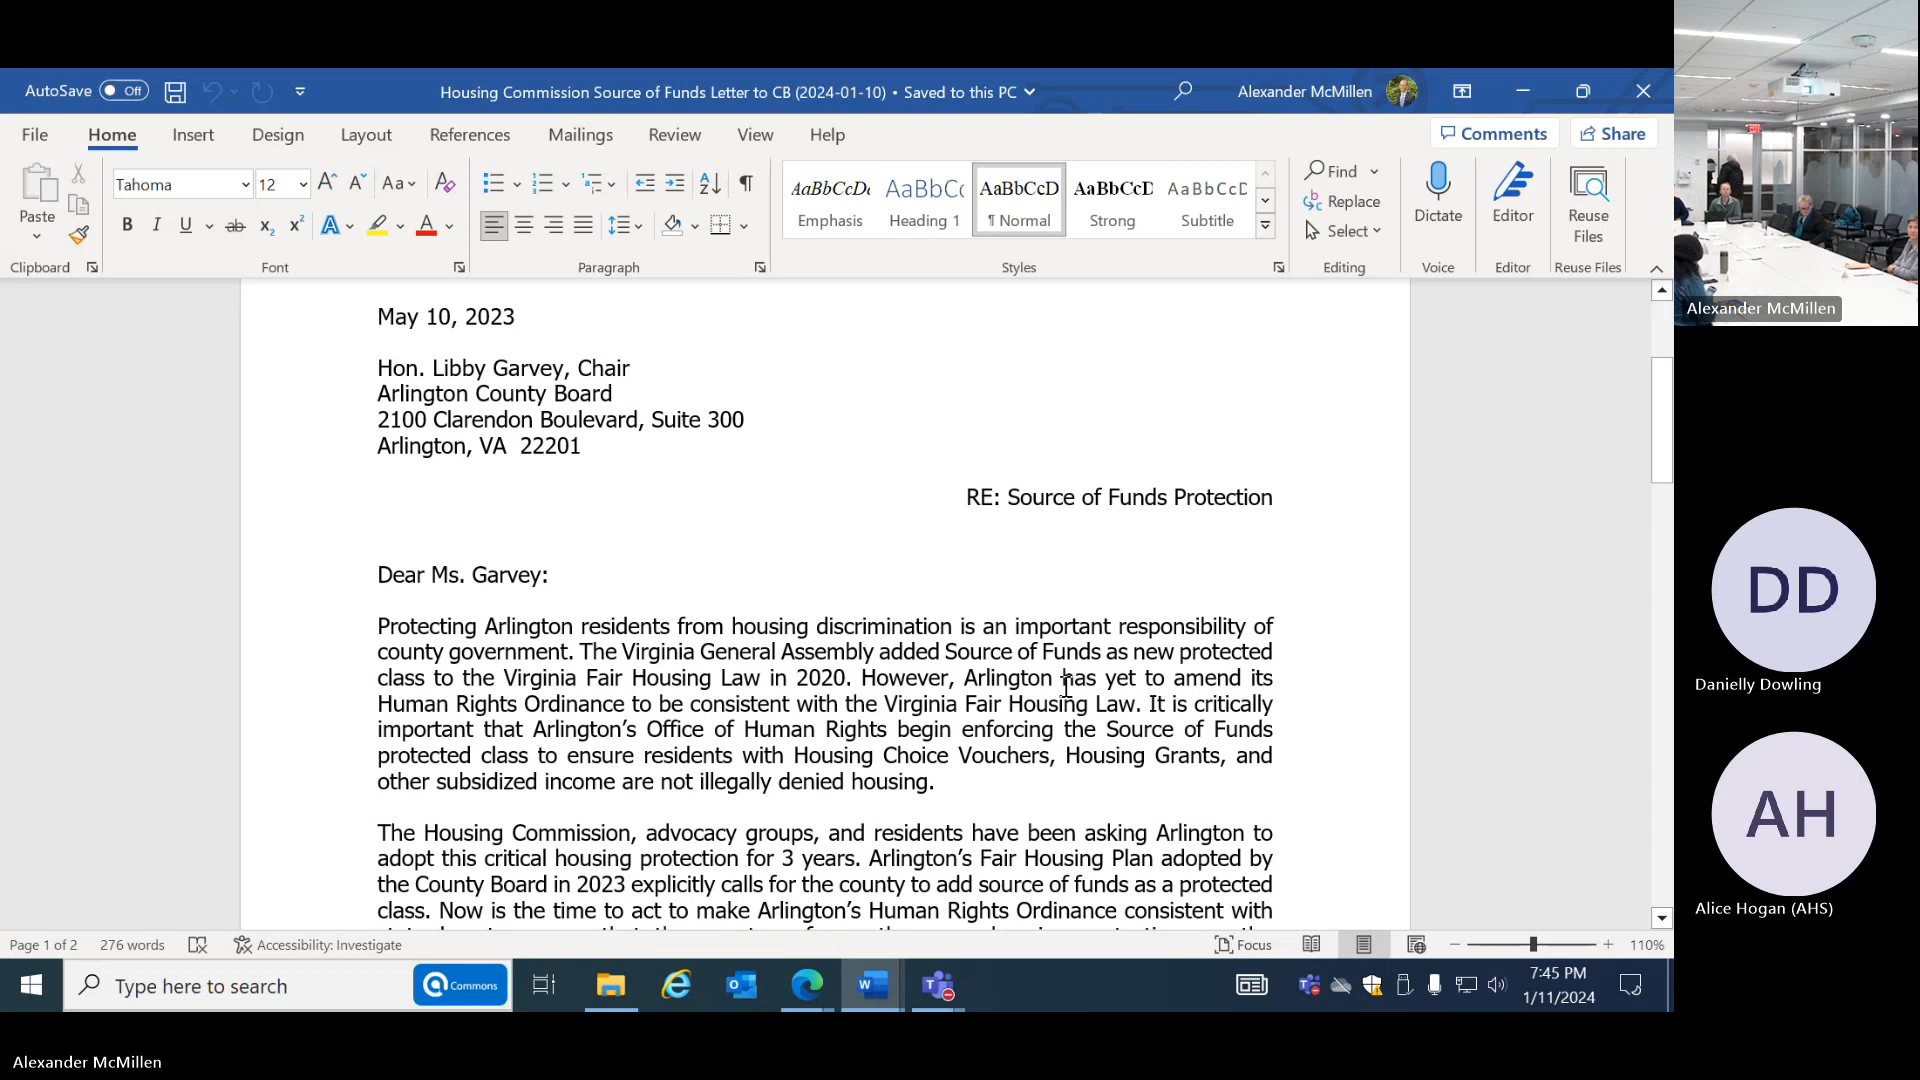 AutoSave Off
Housing Commission Source of Funds Letter to CB (2024-01-10) • Saved to this PC
Alexander McMillen
File Home Insert Design Layout References Mailings Review View Help
Comments Share
Paste
Clipboard
Tahoma 12
Font
Paragraph
AaBbCcDc AaBbCc AaBbCcD AaBbCcD AaBbCcD
Emphasis Heading 1 ¶ Normal Strong Subtitle
Styles
Find
Replace
Select
Editing
Dictate
Voice
Editor
Editor
Reuse Files
Reuse Files
May 10, 2023
Hon. Libby Garvey, Chair
Arlington County Board
2100 Clarendon Boulevard, Suite 300
Arlington, VA 22201
RE: Source of Funds Protection
Dear Ms. Garvey:
Protecting Arlington residents from housing discrimination is an important responsibility of
county government. The Virginia General Assembly added Source of Funds as new protected
class to the Virginia Fair Housing Law in 2020. However, Arlington has yet to amend its
Human Rights Ordinance to be consistent with the Virginia Fair Housing Law. It is critically
important that Arlington's Office of Human Rights begin enforcing the Source of Funds
protected class to ensure residents with Housing Choice Vouchers, Housing Grants, and
other subsidized income are not illegally denied housing.
The Housing Commission, advocacy groups, and residents have been asking Arlington to
adopt this critical housing protection for 3 years. Arlington's Fair Housing Plan adopted by
the County Board in 2023 explicitly calls for the county to add source of funds as a protected
class. Now is the time to act to make Arlington's Human Rights Ordinance consistent with
Page 1 of 2 276 words Accessibility: Investigate
Focus 110%
Type here to search
Commons
7:45 PM
1/11/2024
Alexander McMillen
DD
Danielly Dowling
AH
Alice Hogan (AHS)
Alexander McMillen